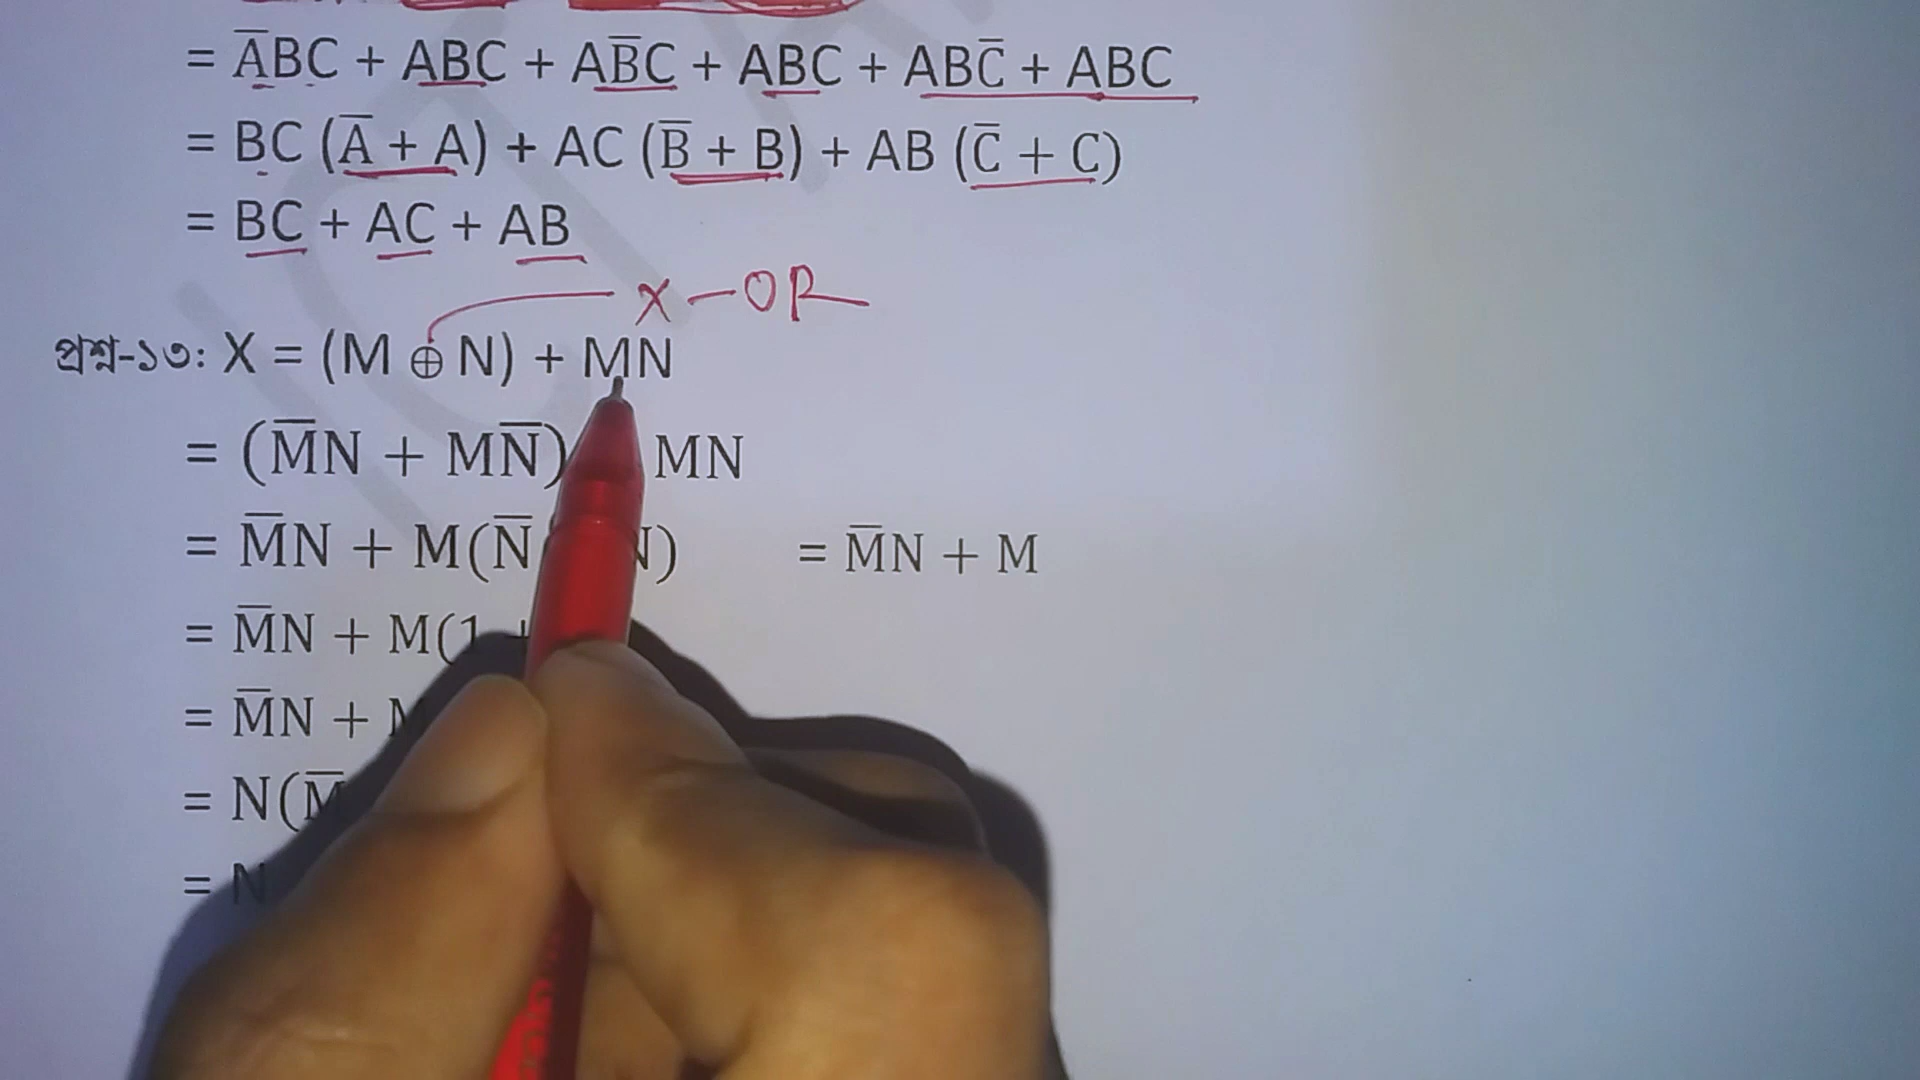 = A̅BC + ABC + AB̅C + ABC + ABC̅ + ABC
= BC (A̅ + A) + AC (B̅ + B) + AB (C̅ + C)
= BC + AC + AB
X - OR
প্রশ্ন-১৩: X = (M ⊕ N) + MN
= (M̅N + MN̅) MN
= M̅N + M(N̅ N) = M̅N + M
= M̅N + M(1 +
= M̅N + M
= N(M̅
= N